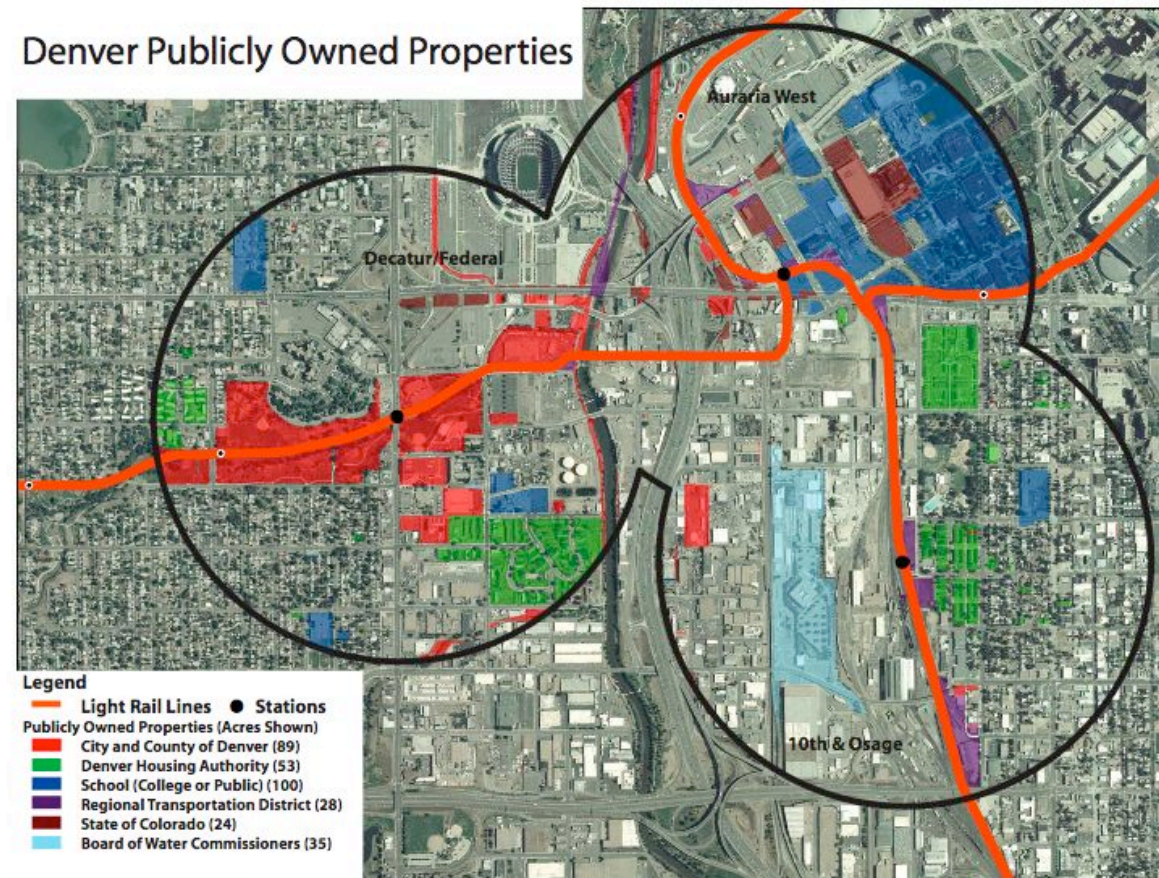 Denver Publicly Owned Properties
Auraria West
Decatur/Federal
10th & Osage
Legend
Light Rail Lines
Stations
Publicly Owned Properties (Acres Shown)
City and County of Denver (89)
Denver Housing Authority (53)
School (College or Public) (100)
Regional Transportation District (28)
State of Colorado (24)
Board of Water Commissioners (35)